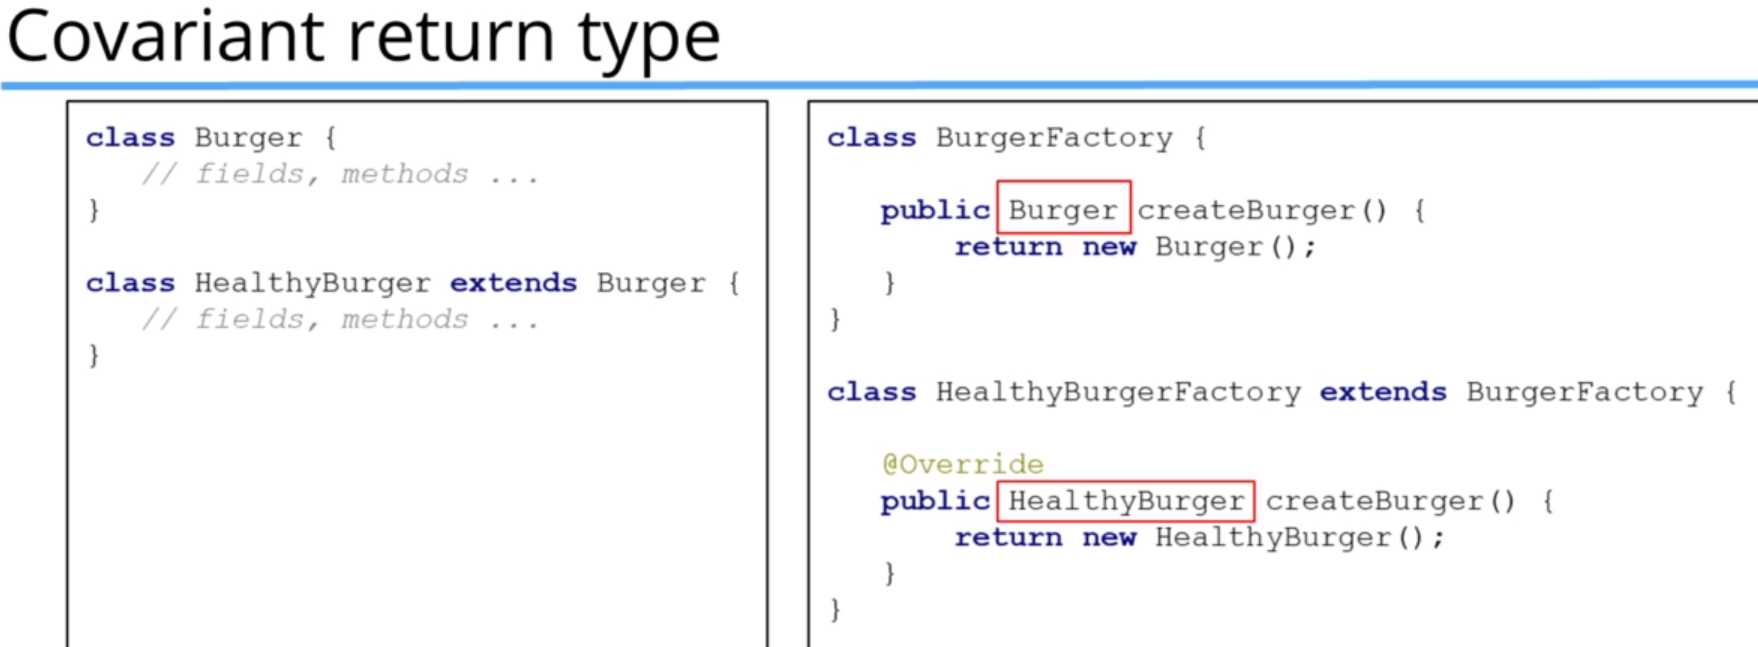 Covariant return type
class Burger {
// fields, methods ...
}
class HealthyBurger extends Burger {
// fields, methods ...
}
class BurgerFactory {
public Burger createBurger() {
return new Burger();
}
}
class HealthyBurgerFactory extends BurgerFactory {
@Override
public HealthyBurger createBurger() {
return new HealthyBurger();
}
}